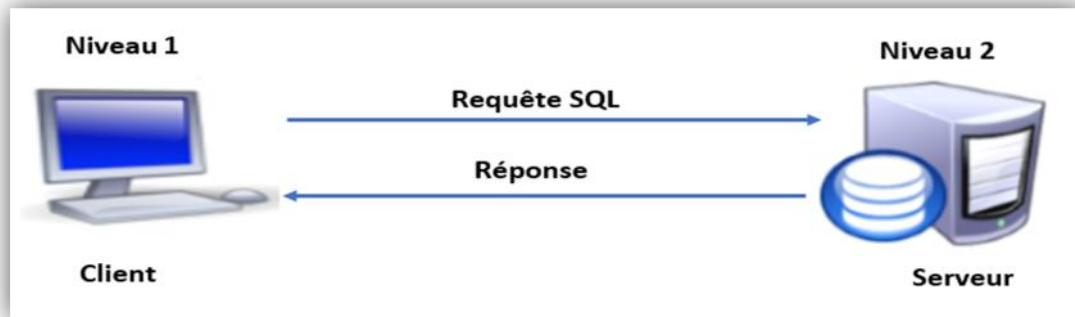 Niveau 1
Niveau 2
Requête SQL
Réponse
Client
Serveur